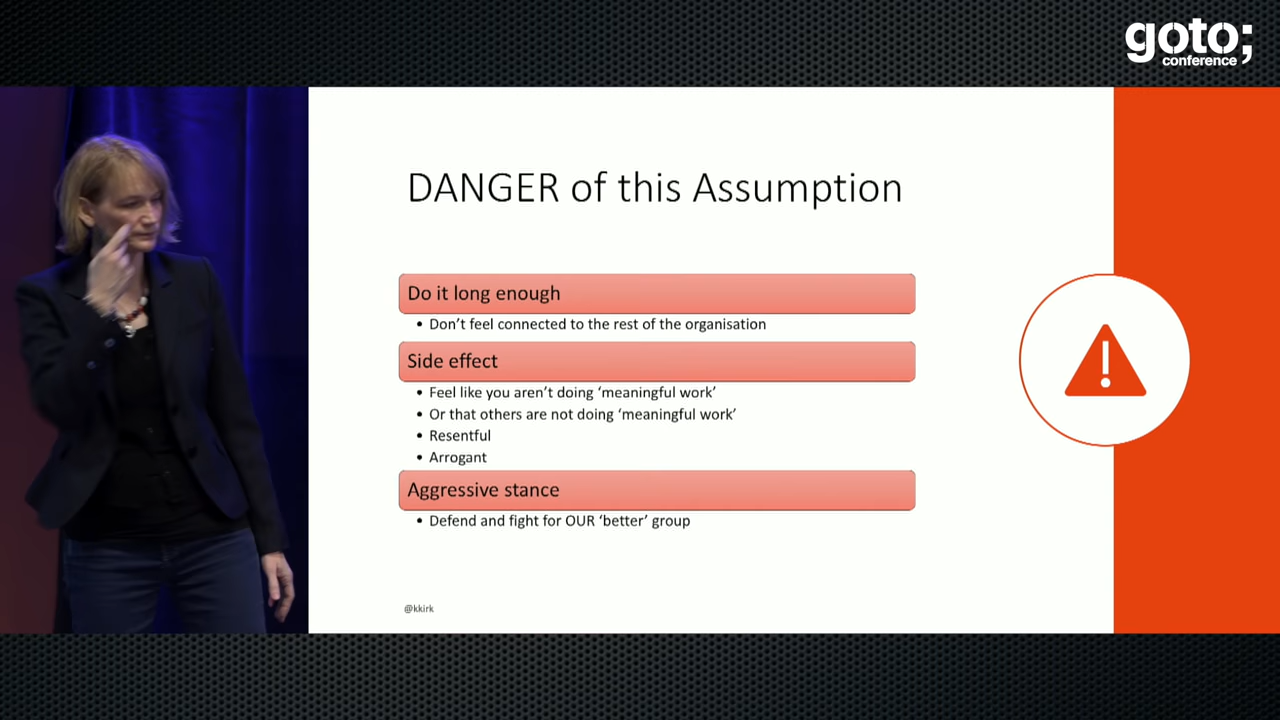 goto;
conference
DANGER of this Assumption
Do it long enough
• Don’t feel connected to the rest of the organisation
Side effect
• Feel like you aren’t doing ‘meaningful work’
• Or that others are not doing ‘meaningful work’
• Resentful
• Arrogant
Aggressive stance
• Defend and fight for OUR ‘better’ group
@kkirk